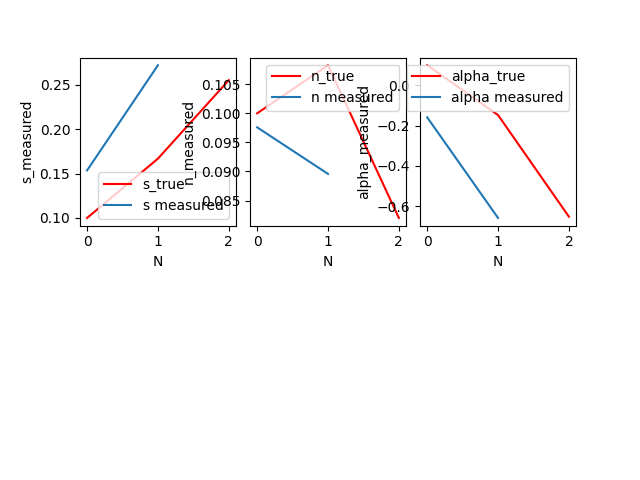 s_measured
0.25
0.20
0.15
0.10
0
1
2
N
s_true
s measured
n_measured
0.105
0.100
0.095
0.090
0.085
0
1
2
N
n_true
n measured
alpha_measured
0.0
−0.2
−0.4
−0.6
0
1
2
N
alpha_true
alpha measured